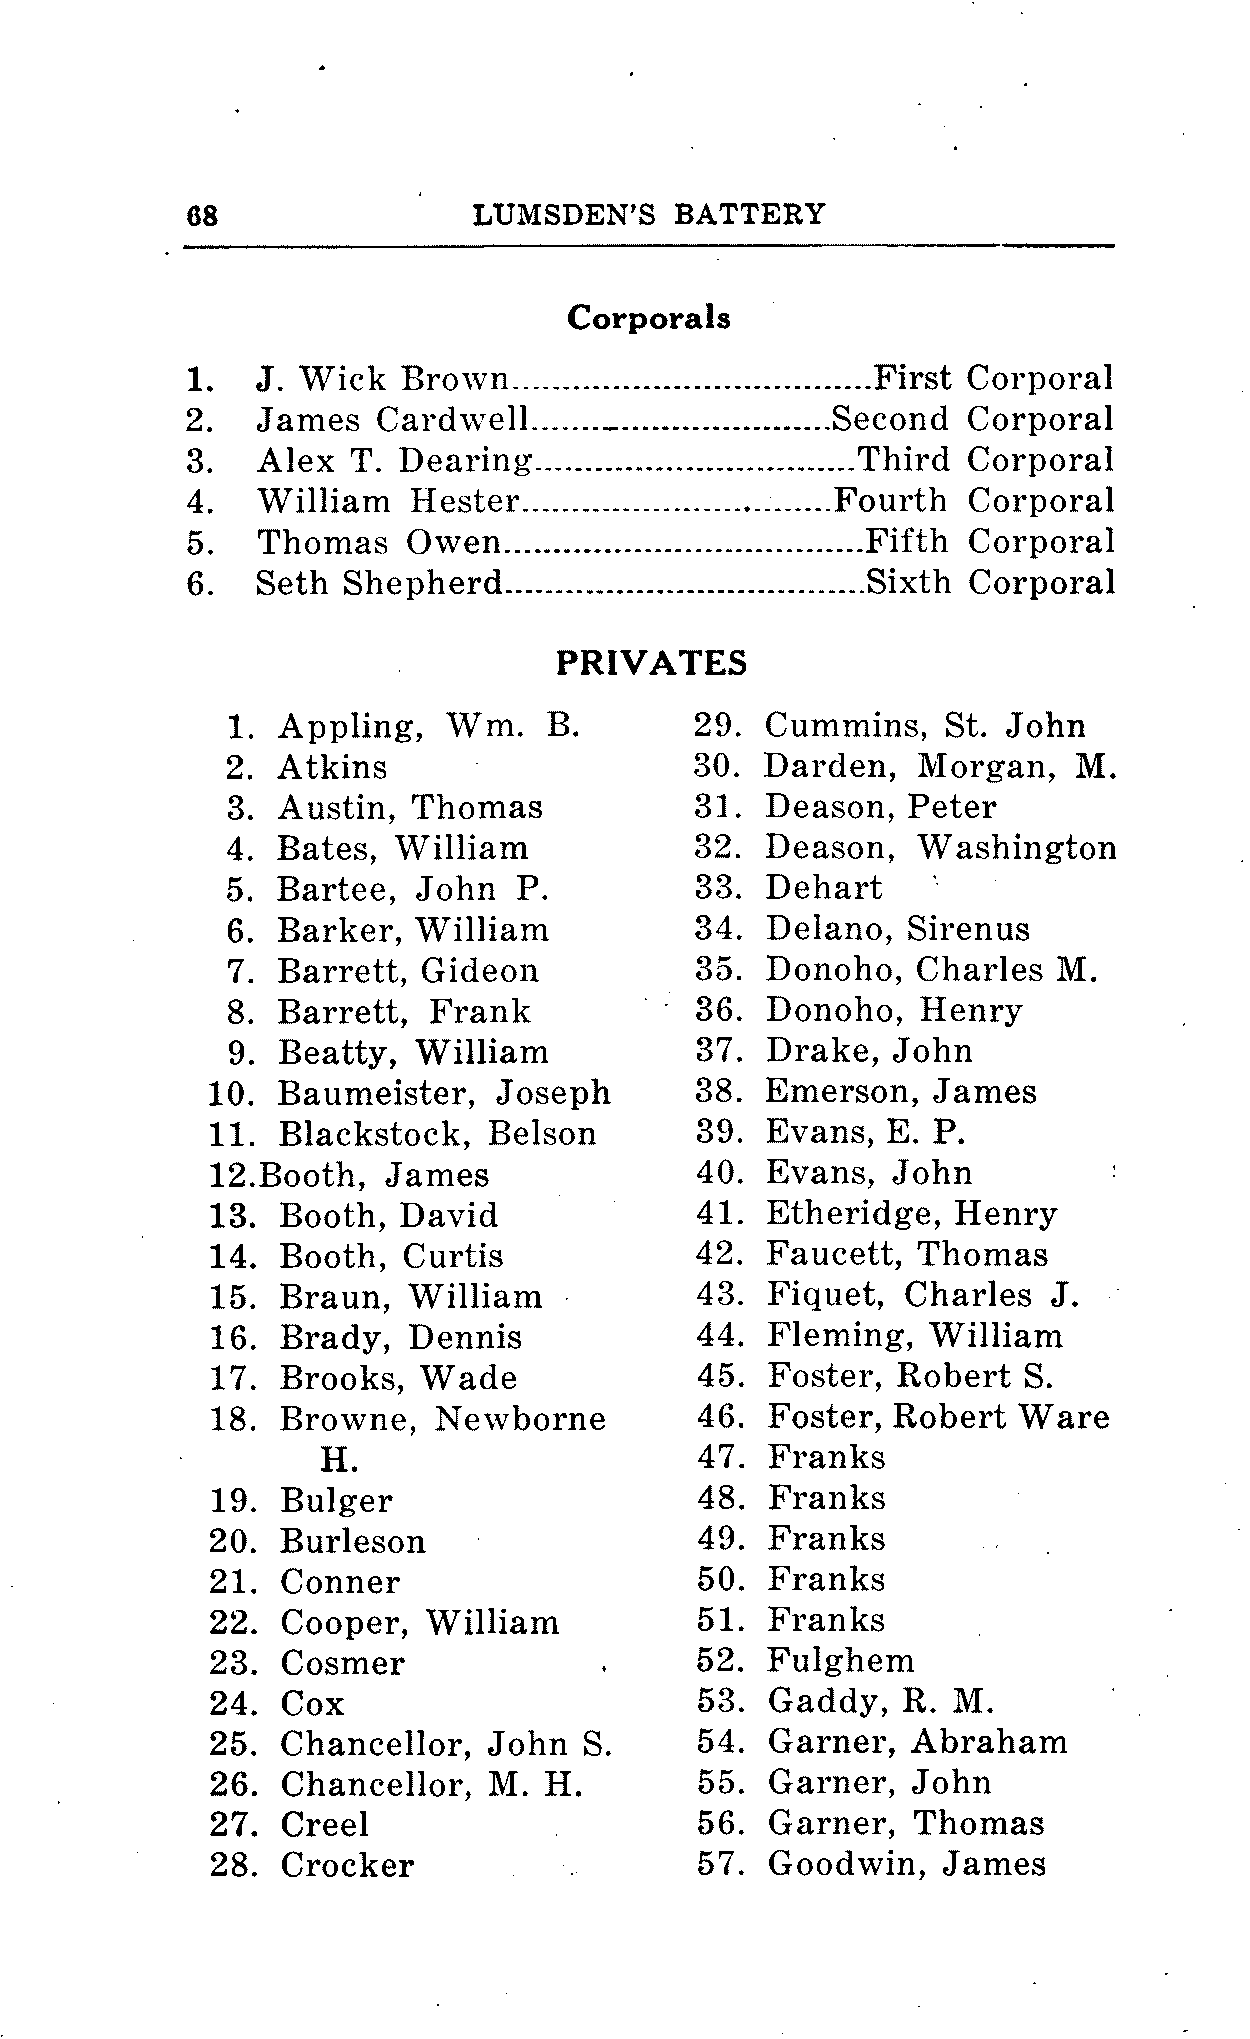 68 LUMSDEN'S BATTERY
Corporals
1. J. Wick Brown....................................First Corporal
2. James Cardwell..............................Second Corporal
3. Alex T. Dearing................................Third Corporal
4. William Hester...............................Fourth Corporal
5. Thomas Owen....................................Fifth Corporal
6. Seth Shepherd....................................Sixth Corporal
PRIVATES
1. Appling, Wm. B.
2. Atkins
3. Austin, Thomas
4. Bates, William
5. Bartee, John P.
6. Barker, William
7. Barrett, Gideon
8. Barrett, Frank
9. Beatty, William
10. Baumeister, Joseph
11. Blackstock, Belson
12.Booth, James
13. Booth, David
14. Booth, Curtis
15. Braun, William
16. Brady, Dennis
17. Brooks, Wade
18. Browne, Newborne
H.
19. Bulger
20. Burleson
21. Conner
22. Cooper, William
23. Cosmer
24. Cox
25. Chancellor, John S.
26. Chancellor, M. H.
27. Creel
28. Crocker
29. Cummins, St. John
30. Darden, Morgan, M.
31. Deason, Peter
32. Deason, Washington
33. Dehart
34. Delano, Sirenus
35. Donoho, Charles M.
36. Donoho, Henry
37. Drake, John
38. Emerson, James
39. Evans, E. P.
40. Evans, John
41. Etheridge, Henry
42. Faucett, Thomas
43. Fiquet, Charles J.
44. Fleming, William
45. Foster, Robert S.
46. Foster, Robert Ware
47. Franks
48. Franks
49. Franks
50. Franks
51. Franks
52. Fulghem
53. Gaddy, R. M.
54. Garner, Abraham
55. Garner, John
56. Garner, Thomas
57. Goodwin, James